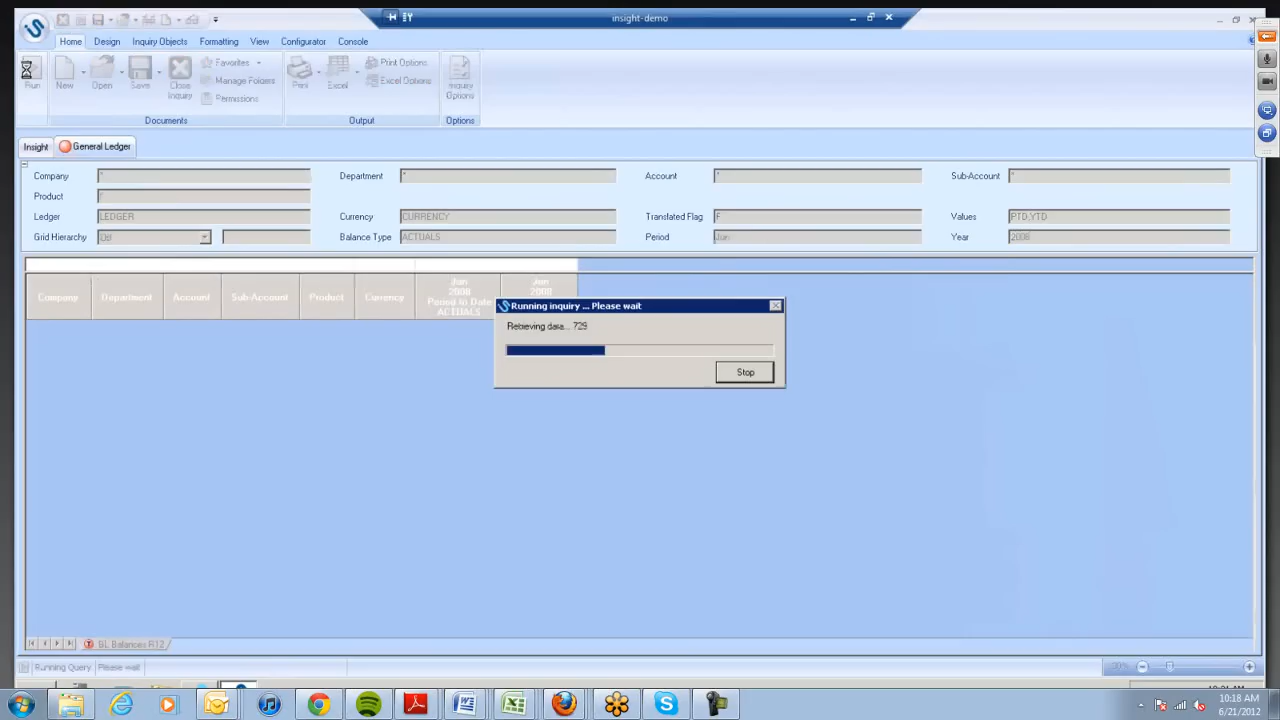 insight-demo
Home Design Inquiry Objects Formatting View Configurator Console
Run New Open Save Close Inquiry Favorites Manage Folders Permissions Print Excel Print Options Excel Options Inquiry Options
Documents Output Options
Insight General Ledger
Company * Department * Account * Sub-Account *
Product *
Ledger LEDGER Currency CURRENCY Translated Flag F Values PTD,YTD
Grid Hierarchy Balance Type ACTUALS Period Jun Year 2008
Company Department Account Sub-Account Product Currency
Jun Jun
2008 2008
Period to Date
ACTUALS
Running inquiry ... Please wait
Retrieving data... 729
Stop
GL Balances R12
Running Query Please wait
10:18 AM
6/21/2012